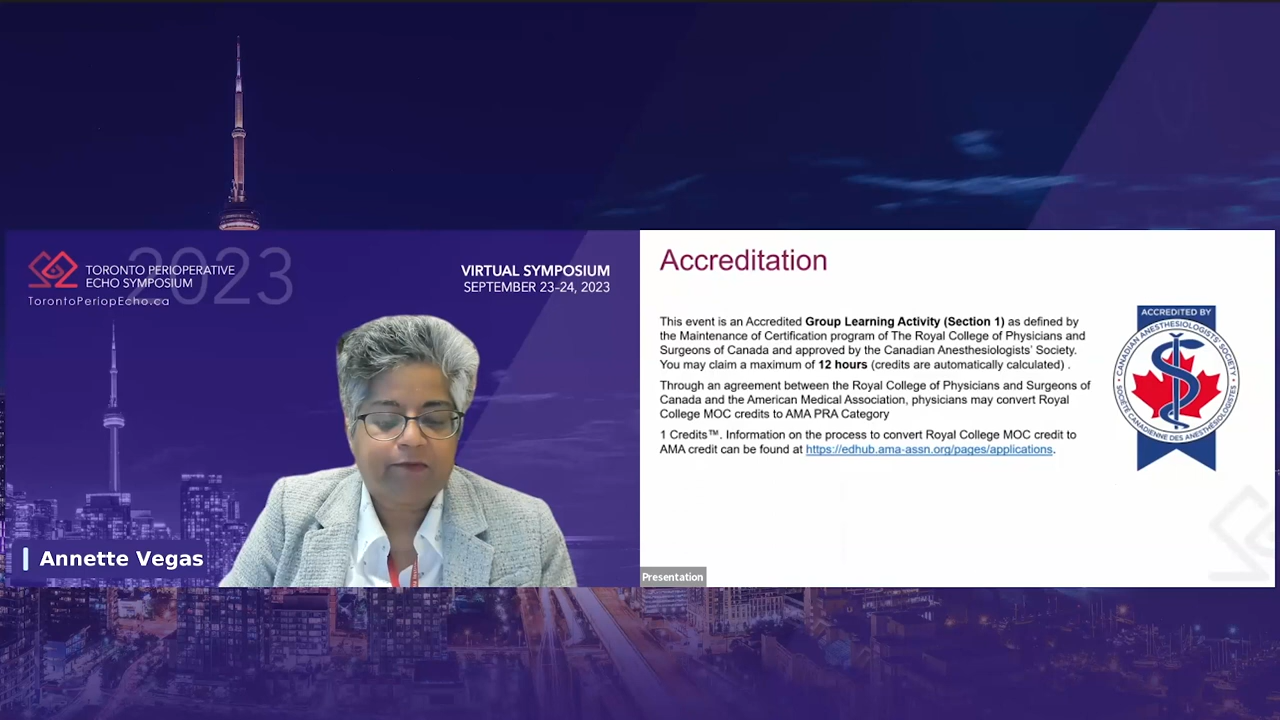 2023
TORONTO PERIOPERATIVE
ECHO SYMPOSIUM
TorontoPeriopEcho.ca
VIRTUAL SYMPOSIUM
SEPTEMBER 23-24, 2023
Annette Vegas
Accreditation
This event is an Accredited Group Learning Activity (Section 1) as defined by
the Maintenance of Certification program of The Royal College of Physicians and
Surgeons of Canada and approved by the Canadian Anesthesiologists' Society.
You may claim a maximum of 12 hours (credits are automatically calculated) .
Through an agreement between the Royal College of Physicians and Surgeons of
Canada and the American Medical Association, physicians may convert Royal
College MOC credits to AMA PRA Category
1 Credits™. Information on the process to convert Royal College MOC credit to
AMA credit can be found at https://edhub.ama-assn.org/pages/applications.
ACCREDITED BY
CANADIAN ANESTHESIOLOGISTS' SOCIETY
SOCIÉTÉ CANADIENNE DES ANESTHÉSIOLOGISTES
Presentation